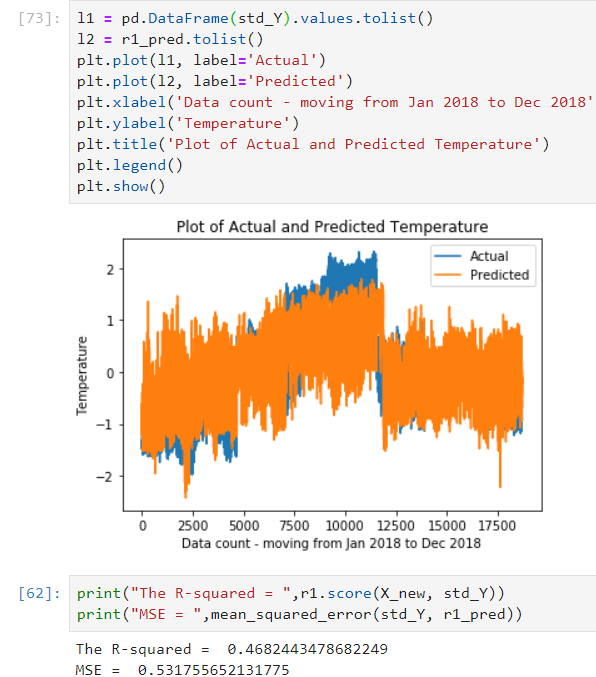 [73]: l1 = pd.DataFrame(std_Y).values.tolist()
l2 = r1_pred.tolist()
plt.plot(l1, label='Actual')
plt.plot(l2, label='Predicted')
plt.xlabel('Data count - moving from Jan 2018 to Dec 2018'
plt.ylabel('Temperature')
plt.title('Plot of Actual and Predicted Temperature')
plt.legend()
plt.show()
Plot of Actual and Predicted Temperature
Actual
Predicted
2
1
0
−1
−2
Temperature
0 2500 5000 7500 10000 12500 15000 17500
Data count - moving from Jan 2018 to Dec 2018
[62]: print("The R-squared = ",r1.score(X_new, std_Y))
print("MSE = ",mean_squared_error(std_Y, r1_pred))
The R-squared =  0.4682443478682249
MSE =  0.531755652131775